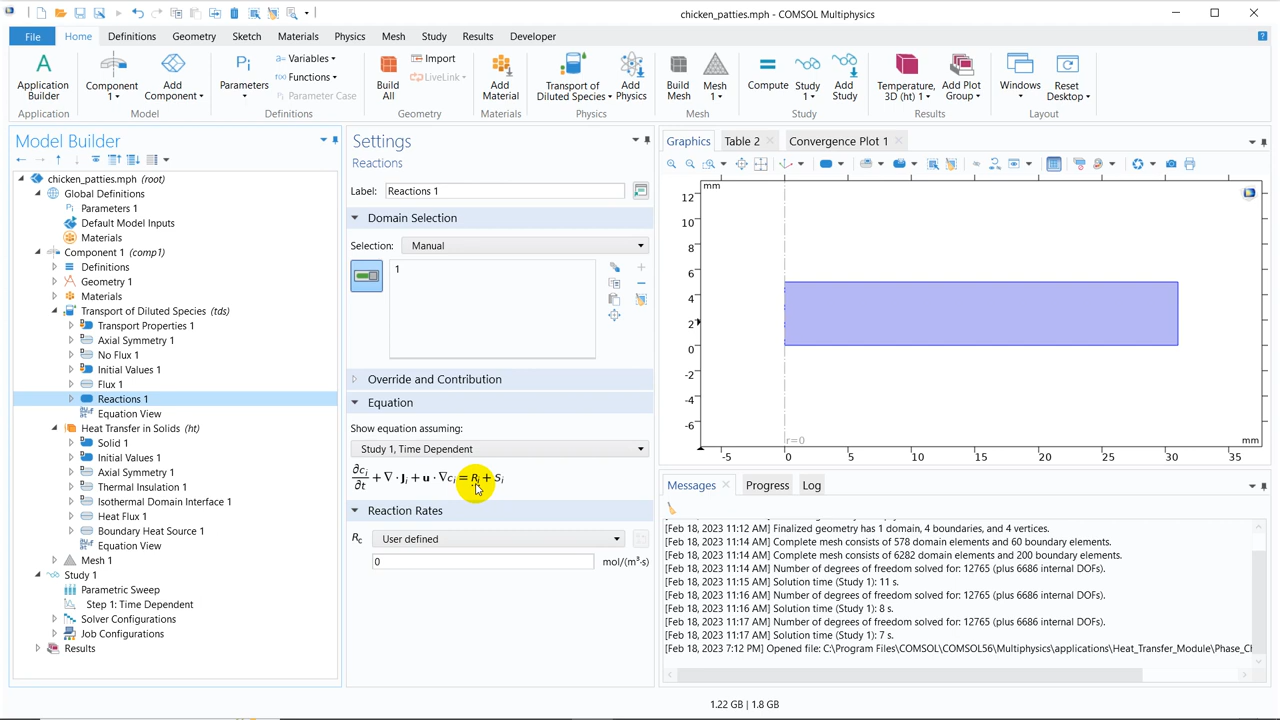 chicken_patties.mph - COMSOL Multiphysics
File Home Definitions Geometry Sketch Materials Physics Mesh Study Results Developer
Application Builder
Component 1
Add Component
Parameters
Variables
Functions
Parameter Case
Build All
Import
LiveLink
Add Material
Transport of Diluted Species
Add Physics
Build Mesh
Mesh 1
Compute
Study 1
Add Study
Temperature, 3D (ht) 1
Add Plot Group
Windows
Reset Desktop
Application Model Definitions Geometry Materials Physics Mesh Study Results Layout
Model Builder
chicken_patties.mph (root)
Global Definitions
Parameters 1
Default Model Inputs
Materials
Component 1 (comp1)
Definitions
Geometry 1
Materials
Transport of Diluted Species (tds)
Transport Properties 1
Axial Symmetry 1
No Flux 1
Initial Values 1
Flux 1
Reactions 1
Equation View
Heat Transfer in Solids (ht)
Solid 1
Initial Values 1
Axial Symmetry 1
Thermal Insulation 1
Isothermal Domain Interface 1
Heat Flux 1
Boundary Heat Source 1
Equation View
Mesh 1
Study 1
Parametric Sweep
Step 1: Time Dependent
Solver Configurations
Job Configurations
Results
Settings
Reactions
Label: Reactions 1
Domain Selection
Selection: Manual
1
Override and Contribution
Equation
Show equation assuming:
Study 1, Time Dependent
∂cᵢ/∂t + ∇ · Jᵢ + u · ∇cᵢ = Rᵢ + Sᵢ
Reaction Rates
Rc User defined
0 mol/(m³·s)
Graphics Table 2 Convergence Plot 1
mm
12
10
8
6
4
2
0
-2
-4
-6
r=0
mm
-5 0 5 10 15 20 25 30 35
Messages Progress Log
[Feb 18, 2023 11:12 AM] Finalized geometry has 1 domain, 4 boundaries, and 4 vertices.
[Feb 18, 2023 11:14 AM] Complete mesh consists of 578 domain elements and 60 boundary elements.
[Feb 18, 2023 11:14 AM] Complete mesh consists of 6282 domain elements and 200 boundary elements.
[Feb 18, 2023 11:14 AM] Number of degrees of freedom solved for: 12765 (plus 6686 internal DOFs).
[Feb 18, 2023 11:15 AM] Solution time (Study 1): 11 s.
[Feb 18, 2023 11:16 AM] Number of degrees of freedom solved for: 12765 (plus 6686 internal DOFs).
[Feb 18, 2023 11:16 AM] Solution time (Study 1): 8 s.
[Feb 18, 2023 11:17 AM] Number of degrees of freedom solved for: 12765 (plus 6686 internal DOFs).
[Feb 18, 2023 11:17 AM] Solution time (Study 1): 7 s.
[Feb 18, 2023 7:12 PM] Opened file: C:\Program Files\COMSOL\COMSOL56\Multiphysics\applications\Heat_Transfer_Module\Phase_Ch
1.22 GB | 1.8 GB